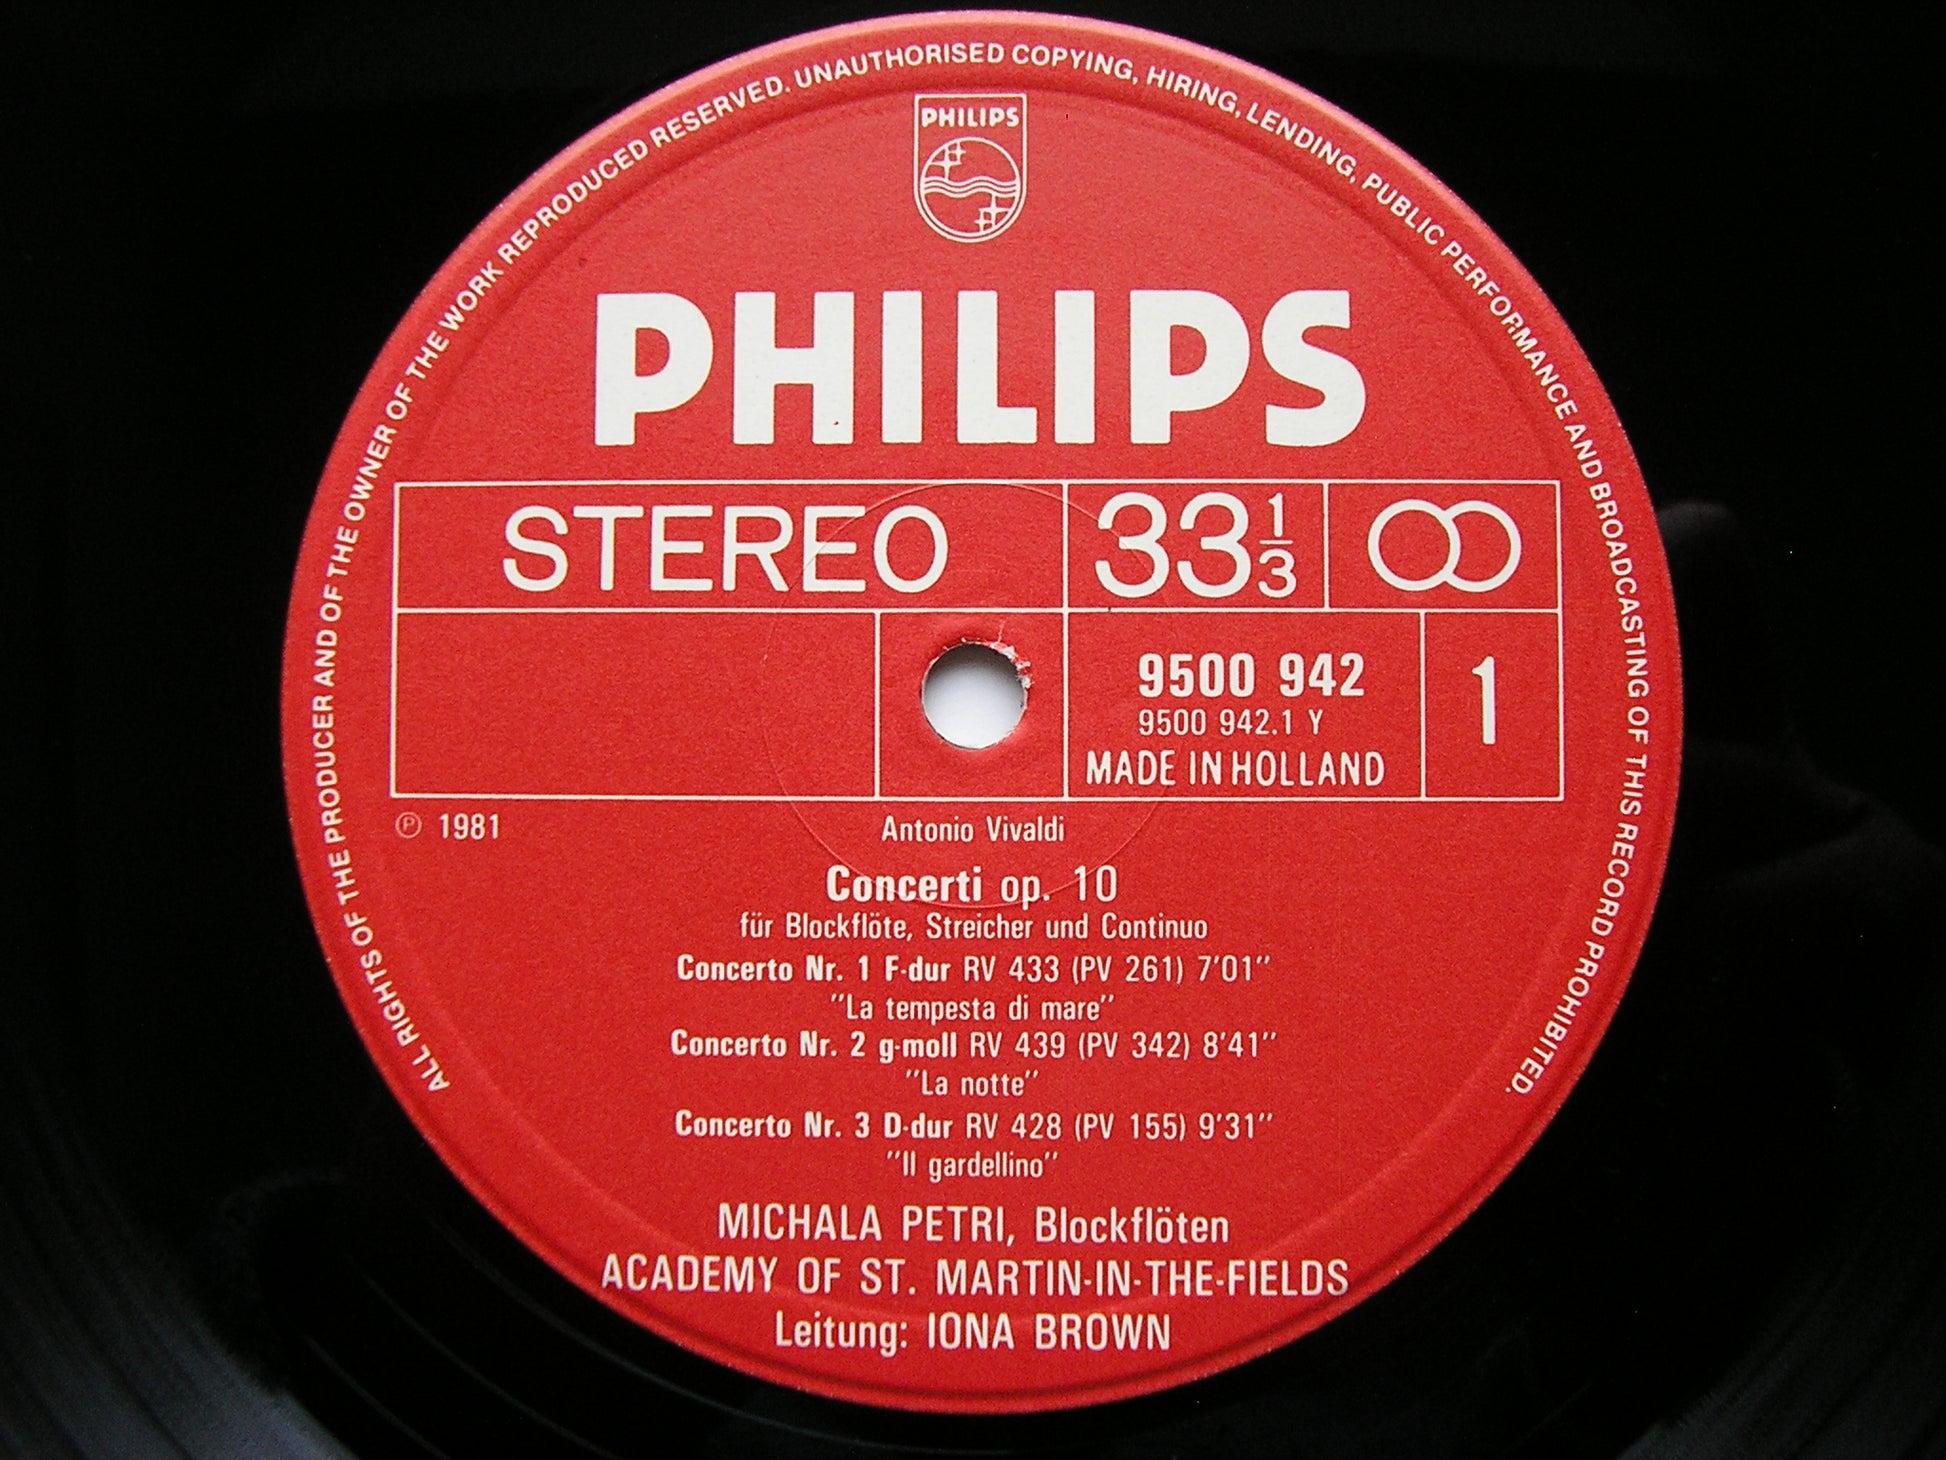 ALL RIGHTS OF THE PRODUCER AND OF THE OWNER OF THE WORK REPRODUCED RESERVED. UNAUTHORISED COPYING, HIRING, LENDING, PUBLIC PERFORMANCE AND BROADCASTING OF THIS RECORD PROHIBITED.
PHILIPS
PHILIPS
STEREO 33 1/3
9500 942 1
9500 942.1 Y
MADE IN HOLLAND
℗ 1981 Antonio Vivaldi
Concerti op. 10
für Blockflöte, Streicher und Continuo
Concerto Nr. 1 F-dur RV 433 (PV 261) 7'01''
''La tempesta di mare''
Concerto Nr. 2 g-moll RV 439 (PV 342) 8'41''
''La notte''
Concerto Nr. 3 D-dur RV 428 (PV 155) 9'31''
''Il gardellino''
MICHALA PETRI, Blockflöten
ACADEMY OF ST. MARTIN-IN-THE-FIELDS
Leitung: IONA BROWN